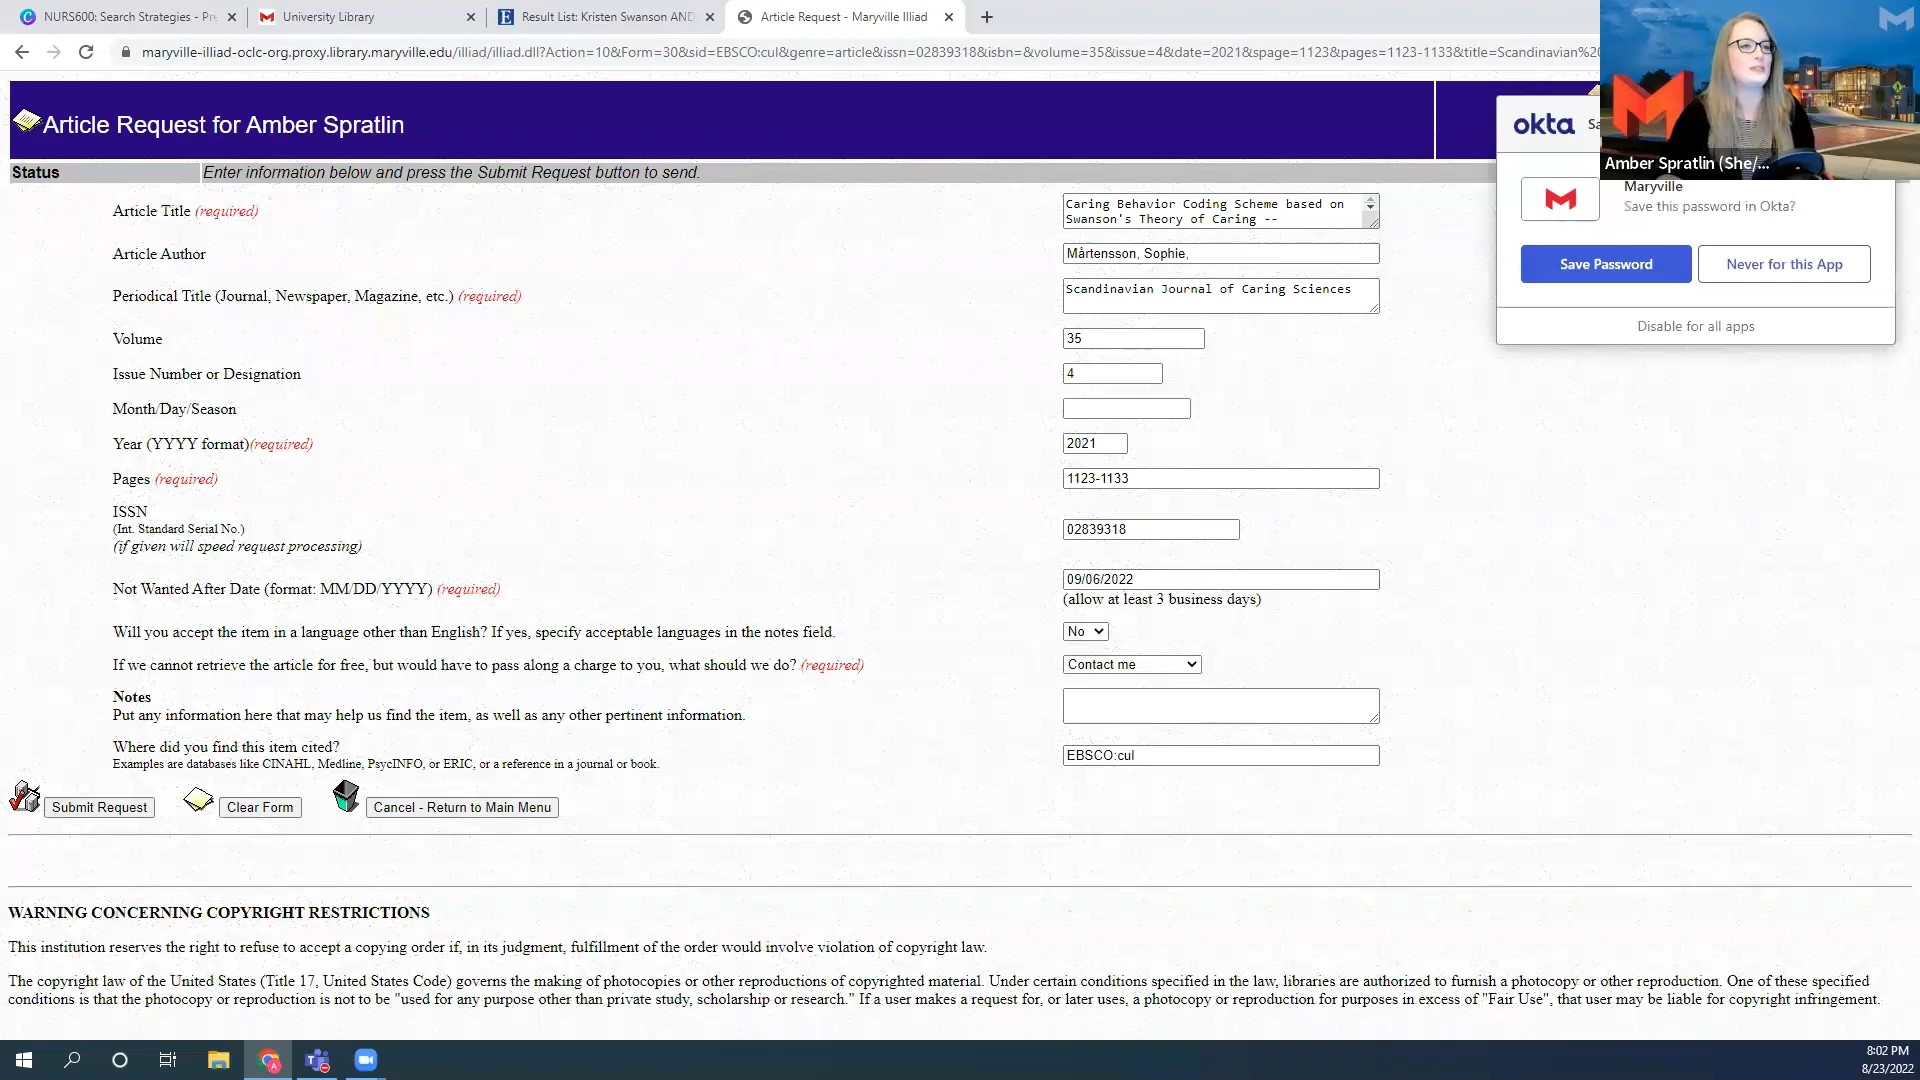 NURS600: Search Strategies - Pre
University Library
Result List: Kristen Swanson AND
Article Request - Maryville Illiad
maryville-illiad-oclc-org.proxy.library.maryville.edu/illiad/illiad.dll?Action=10&Form=30&sid=EBSCO:cul&genre=article&issn=02839318&isbn=&volume=35&issue=4&date=2021&spage=1123&pages=1123-1133&title=Scandinavian%20
Article Request for Amber Spratlin
Status
Enter information below and press the Submit Request button to send.
Article Title (required)
Caring Behavior Coding Scheme based on
Swanson's Theory of Caring --
Article Author
Mårtensson, Sophie,
Periodical Title (Journal, Newspaper, Magazine, etc.) (required)
Scandinavian Journal of Caring Sciences
Volume
35
Issue Number or Designation
4
Month/Day/Season
Year (YYYY format)(required)
2021
Pages (required)
1123-1133
ISSN
(Int. Standard Serial No.)
(if given will speed request processing)
02839318
Not Wanted After Date (format: MM/DD/YYYY) (required)
09/06/2022
(allow at least 3 business days)
Will you accept the item in a language other than English? If yes, specify acceptable languages in the notes field.
No
If we cannot retrieve the article for free, but would have to pass along a charge to you, what should we do? (required)
Contact me
Notes
Put any information here that may help us find the item, as well as any other pertinent information.
Where did you find this item cited?
Examples are databases like CINAHL, Medline, PsycINFO, or ERIC, or a reference in a journal or book.
EBSCO:cul
Submit Request
Clear Form
Cancel - Return to Main Menu
WARNING CONCERNING COPYRIGHT RESTRICTIONS
This institution reserves the right to refuse to accept a copying order if, in its judgment, fulfillment of the order would involve violation of copyright law.
The copyright law of the United States (Title 17, United States Code) governs the making of photocopies or other reproductions of copyrighted material. Under certain conditions specified in the law, libraries are authorized to furnish a photocopy or other reproduction. One of these specified
conditions is that the photocopy or reproduction is not to be "used for any purpose other than private study, scholarship or research." If a user makes a request for, or later uses, a photocopy or reproduction for purposes in excess of "Fair Use", that user may be liable for copyright infringement.
okta
Sa
Amber Spratlin (She/...
Maryville
Save this password in Okta?
Save Password
Never for this App
Disable for all apps
8:02 PM
8/23/2022